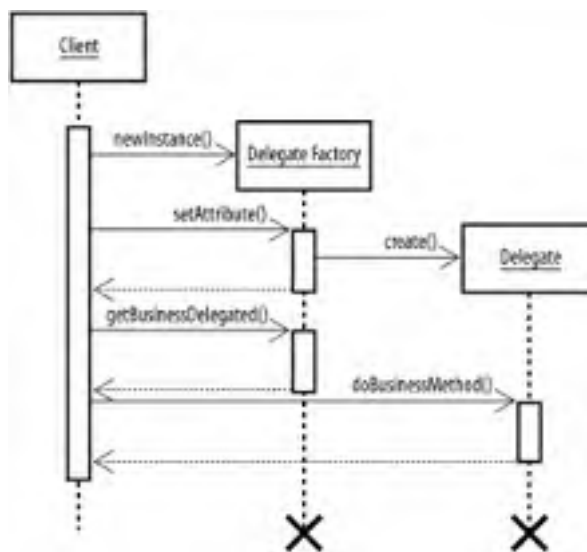 Client
newInstance()
Delegate Factory
setAttribute()
create()
Delegate
getBusinessDelegated()
doBusinessMethod()